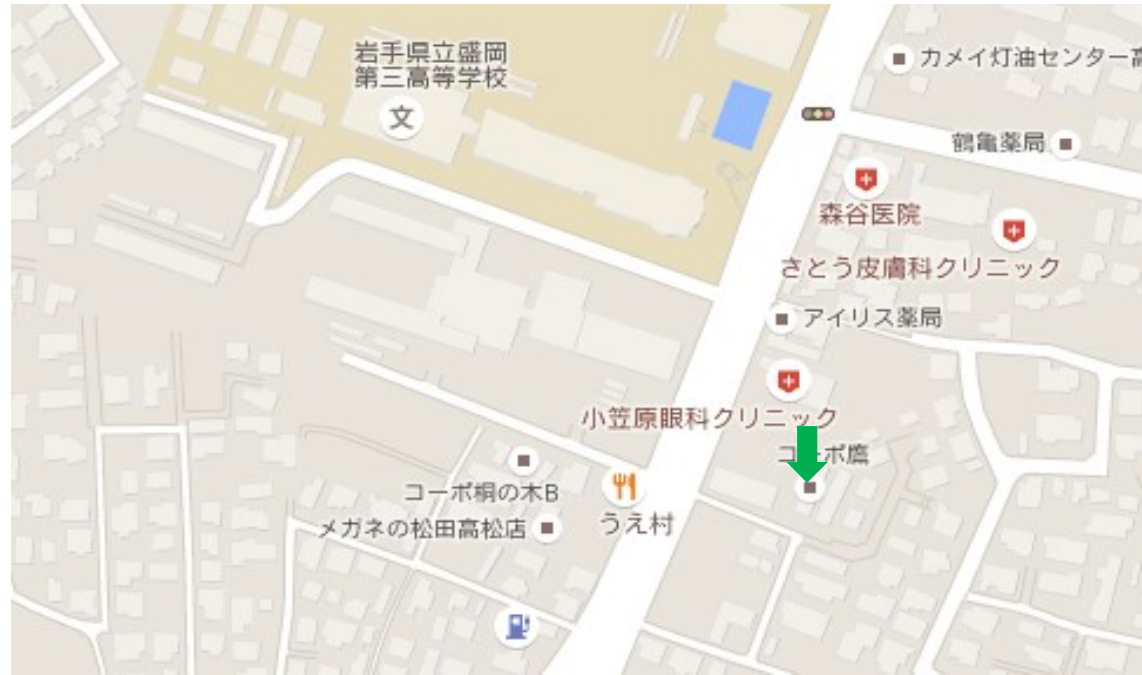 岩手県立盛岡
第三高等学校
文
カメイ灯油センター高
鶴亀薬局
森谷医院
さとう皮膚科クリニック
アイリス薬局
小笠原眼科クリニック
コーポ鷹
コーポ桐の木B
うえ村
メガネの松田高松店